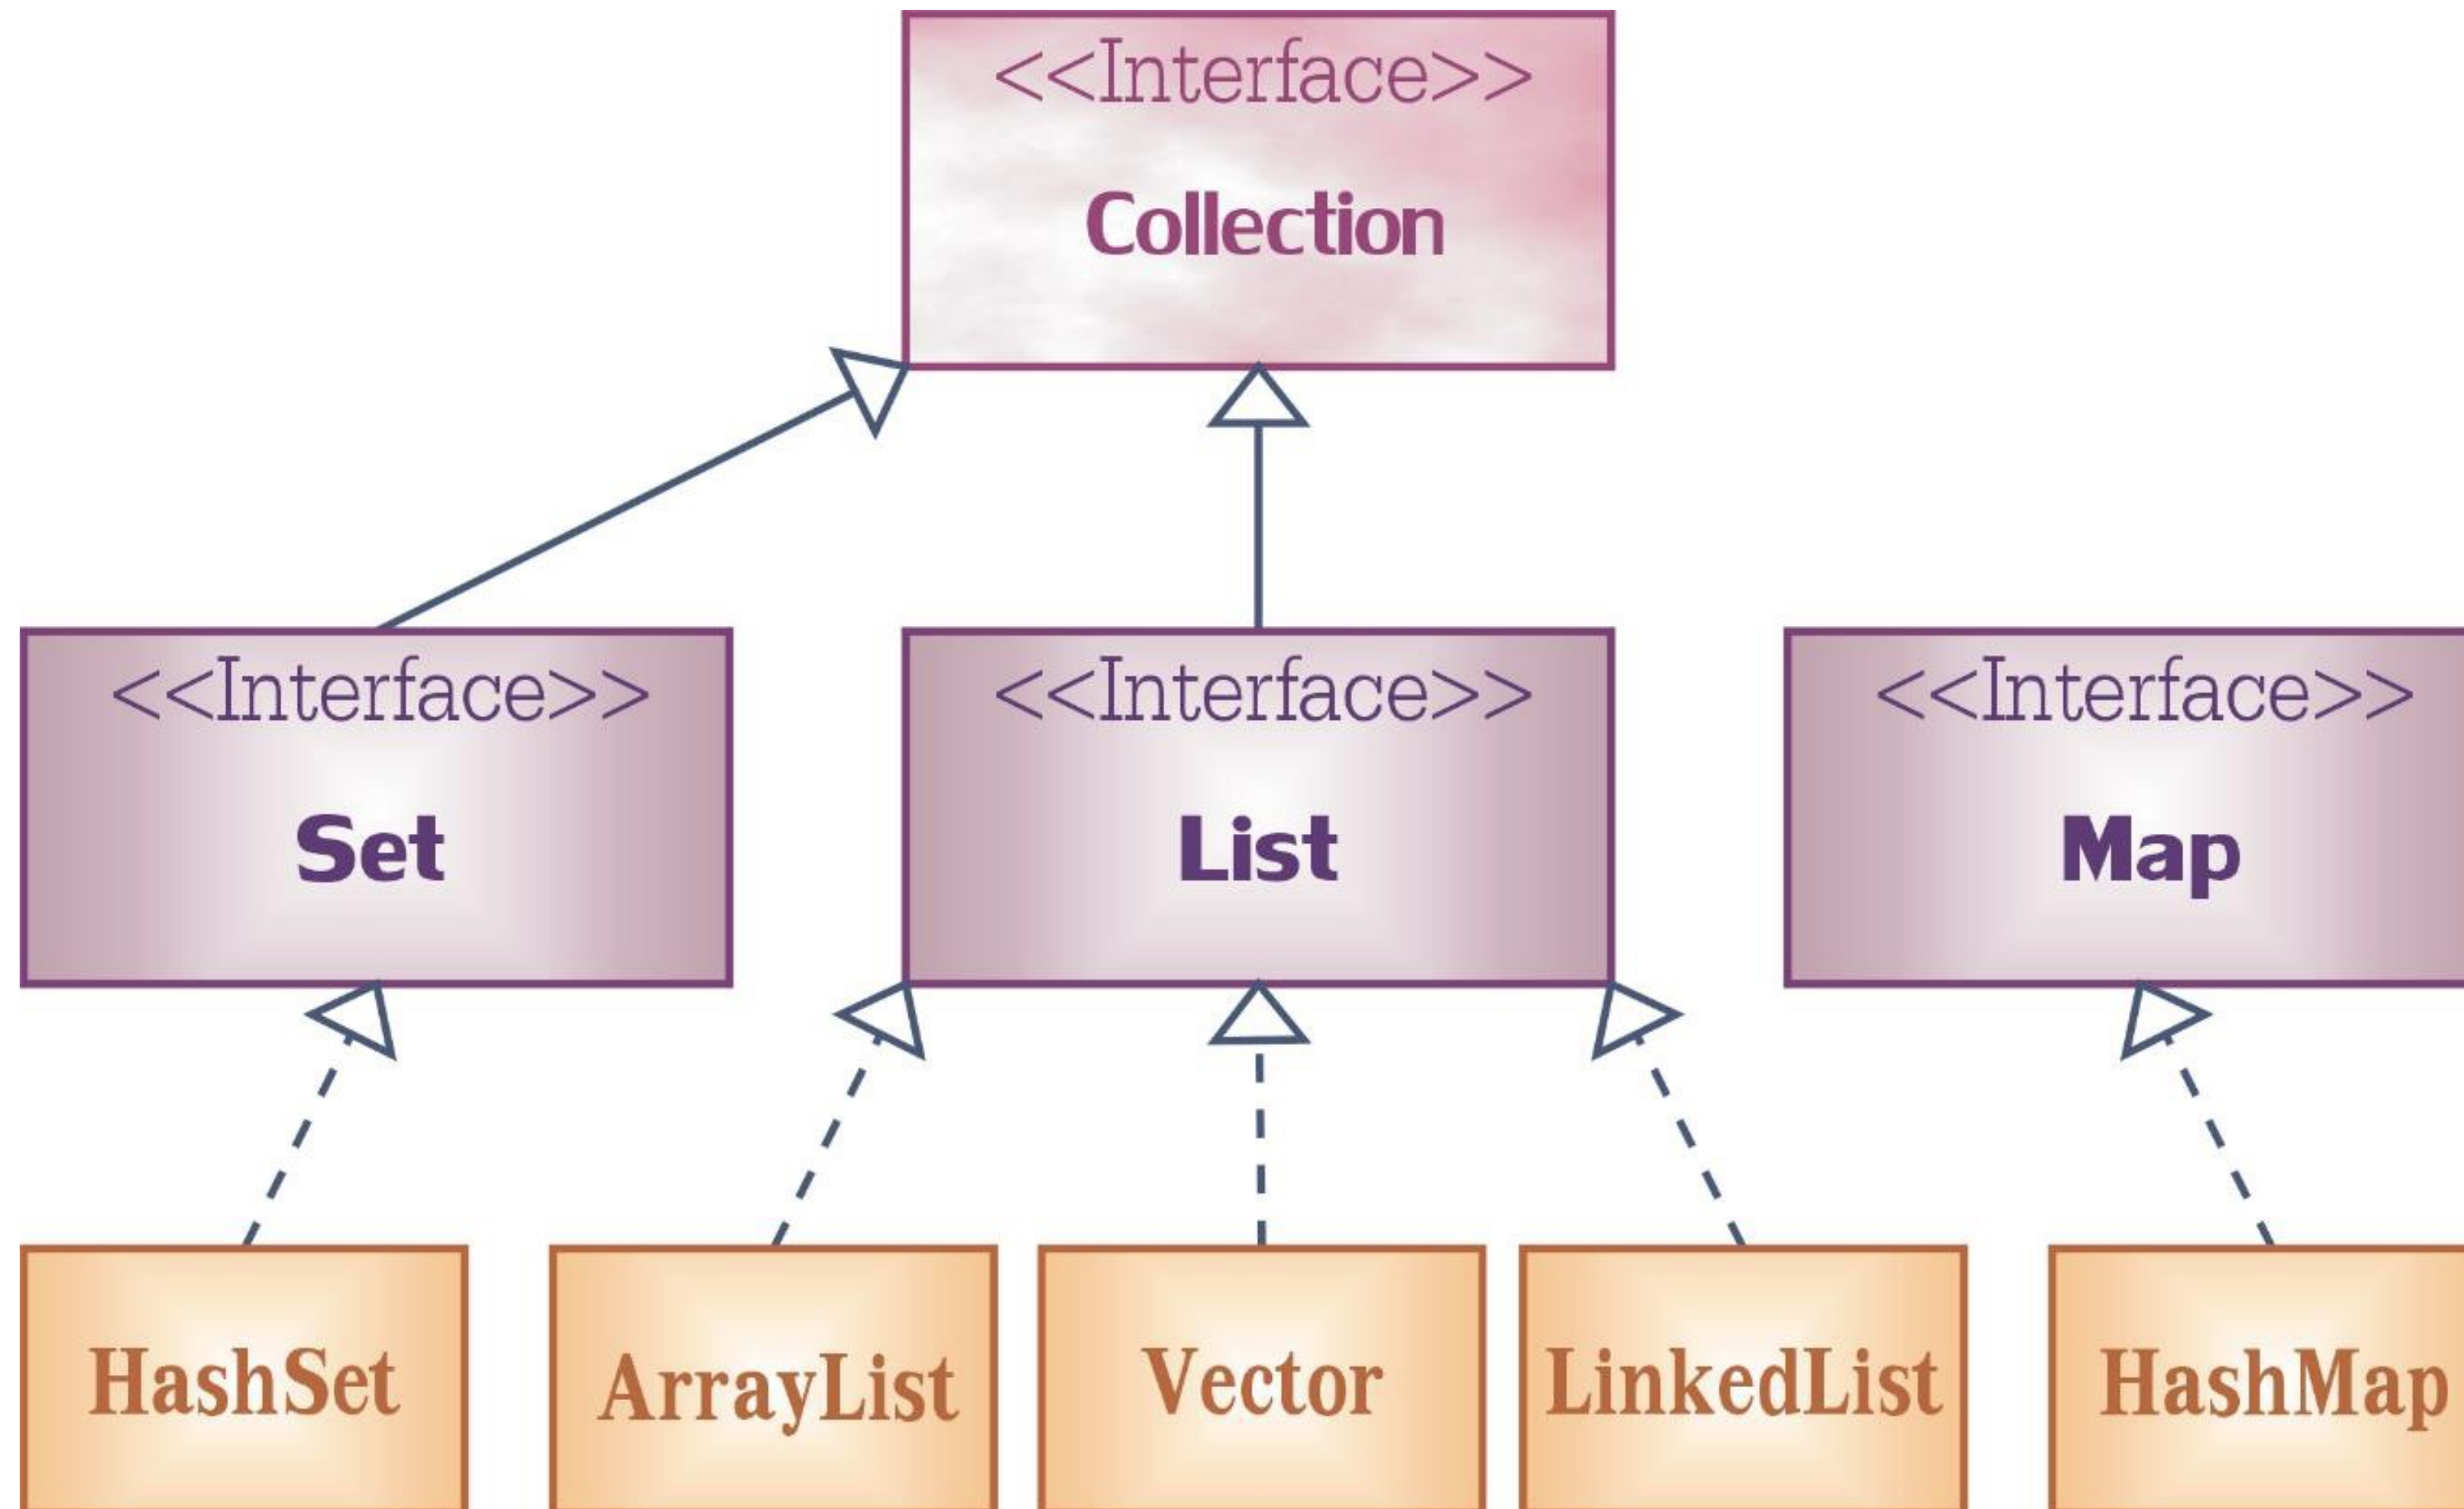 <<Interface>>
Collection
<<Interface>>
Set
<<Interface>>
List
<<Interface>>
Map
HashSet
ArrayList
Vector
LinkedList
HashMap